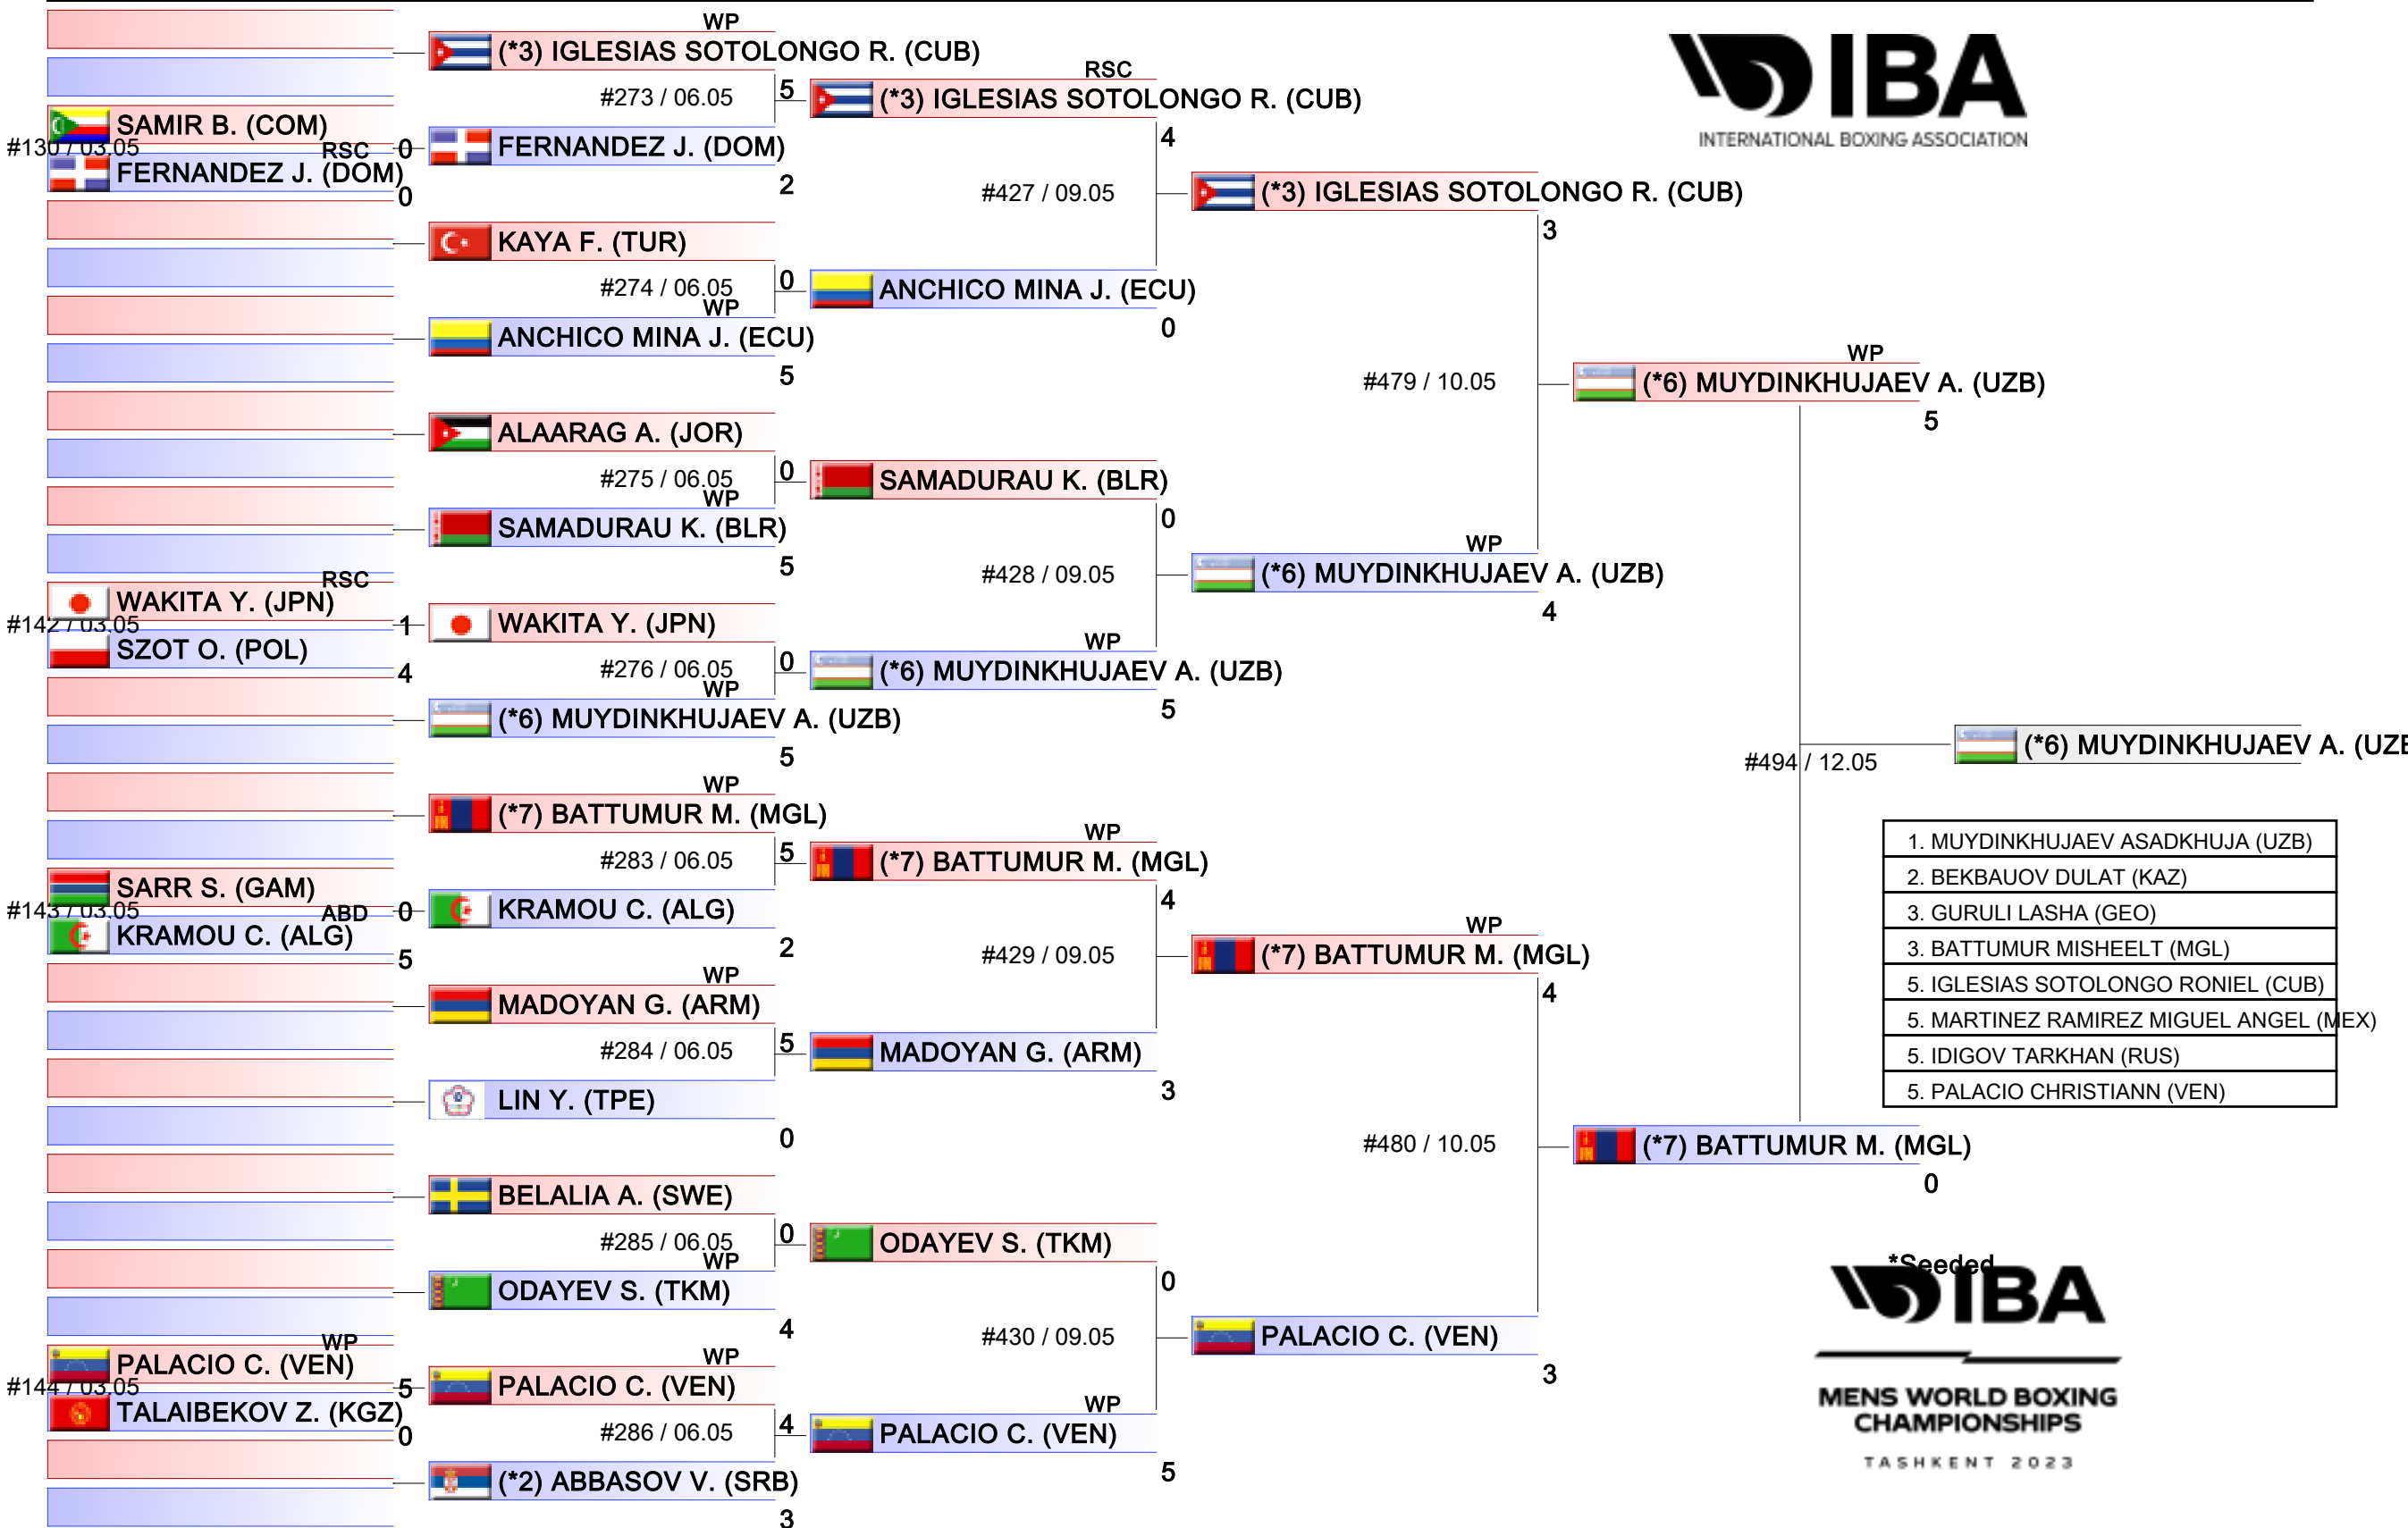 WP
(*3) IGLESIAS SOTOLONGO R. (CUB)
#273 / 06.05
5
FERNANDEZ J. (DOM)
2
SAMIR B. (COM)
#130 / 03.05
RSC
0
FERNANDEZ J. (DOM)
0
KAYA F. (TUR)
#274 / 06.05
0
WP
ANCHICO MINA J. (ECU)
5
ALAARAG A. (JOR)
#275 / 06.05
0
WP
SAMADURAU K. (BLR)
5
RSC
WAKITA Y. (JPN)
#142 / 03.05
1
SZOT O. (POL)
4
WAKITA Y. (JPN)
#276 / 06.05
0
WP
(*6) MUYDINKHUJAEV A. (UZB)
5
WP
(*7) BATTUMUR M. (MGL)
#283 / 06.05
5
KRAMOU C. (ALG)
2
SARR S. (GAM)
#143 / 03.05
ABD
0
KRAMOU C. (ALG)
5
WP
MADOYAN G. (ARM)
#284 / 06.05
5
LIN Y. (TPE)
0
BELALIA A. (SWE)
#285 / 06.05
0
WP
ODAYEV S. (TKM)
4
WP
PALACIO C. (VEN)
#144 / 03.05
5
TALAIBEKOV Z. (KGZ)
0
WP
PALACIO C. (VEN)
#286 / 06.05
4
(*2) ABBASOV V. (SRB)
3
RSC
(*3) IGLESIAS SOTOLONGO R. (CUB)
4
#427 / 09.05
ANCHICO MINA J. (ECU)
0
SAMADURAU K. (BLR)
0
#428 / 09.05
WP
(*6) MUYDINKHUJAEV A. (UZB)
5
WP
(*7) BATTUMUR M. (MGL)
4
#429 / 09.05
MADOYAN G. (ARM)
3
ODAYEV S. (TKM)
0
#430 / 09.05
WP
PALACIO C. (VEN)
5
(*3) IGLESIAS SOTOLONGO R. (CUB)
3
#479 / 10.05
WP
(*6) MUYDINKHUJAEV A. (UZB)
4
WP
(*7) BATTUMUR M. (MGL)
4
#480 / 10.05
PALACIO C. (VEN)
3
WP
(*6) MUYDINKHUJAEV A. (UZB)
5
#494 / 12.05
(*7) BATTUMUR M. (MGL)
0
(*6) MUYDINKHUJAEV A. (UZB
IBA
INTERNATIONAL BOXING ASSOCIATION
1. MUYDINKHUJAEV ASADKHUJA (UZB)
2. BEKBAUOV DULAT (KAZ)
3. GURULI LASHA (GEO)
3. BATTUMUR MISHEELT (MGL)
5. IGLESIAS SOTOLONGO RONIEL (CUB)
5. MARTINEZ RAMIREZ MIGUEL ANGEL (MEX)
5. IDIGOV TARKHAN (RUS)
5. PALACIO CHRISTIANN (VEN)
*Seeded
IBA
MENS WORLD BOXING
CHAMPIONSHIPS
TASHKENT 2023